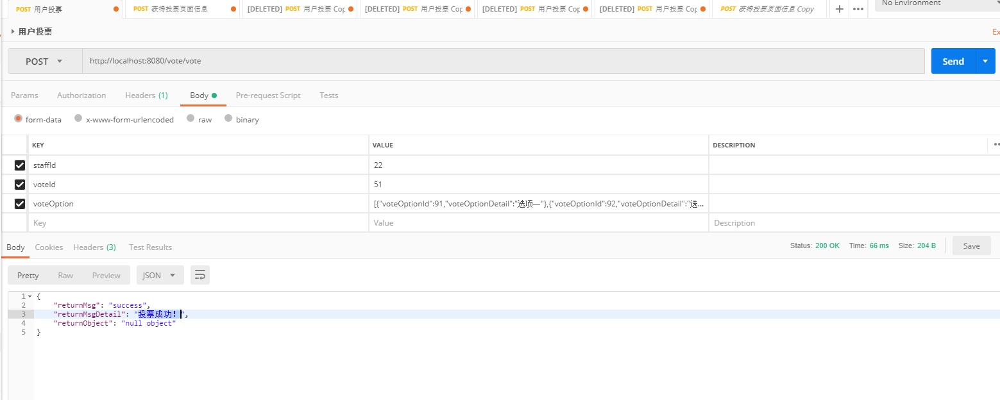 POST 用户投票 POST 获得投票页面信息 [DELETED] POST 用户投票 Cop [DELETED] POST 用户投票 Cop [DELETED] POST 用户投票 Cop [DELETED] POST 用户投票 Cop POST 获得投票页面信息 Copy No Environment
用户投票 Ex
POST http://localhost:8080/vote/vote Send
Params Authorization Headers (1) Body Pre-request Script Tests
form-data x-www-form-urlencoded raw binary
KEY VALUE DESCRIPTION
staffId 22
voteId 51
voteOption [{"voteOptionId":91,"voteOptionDetail":"选项一"},{"voteOptionId":92,"voteOptionDetail":"选...
Key Value Description
Body Cookies Headers (3) Test Results Status: 200 OK Time: 66 ms Size: 204 B Save
Pretty Raw Preview JSON
1 {
2 "returnMsg": "success",
3 "returnMsgDetail": "投票成功！",
4 "returnObject": "null object"
5 }